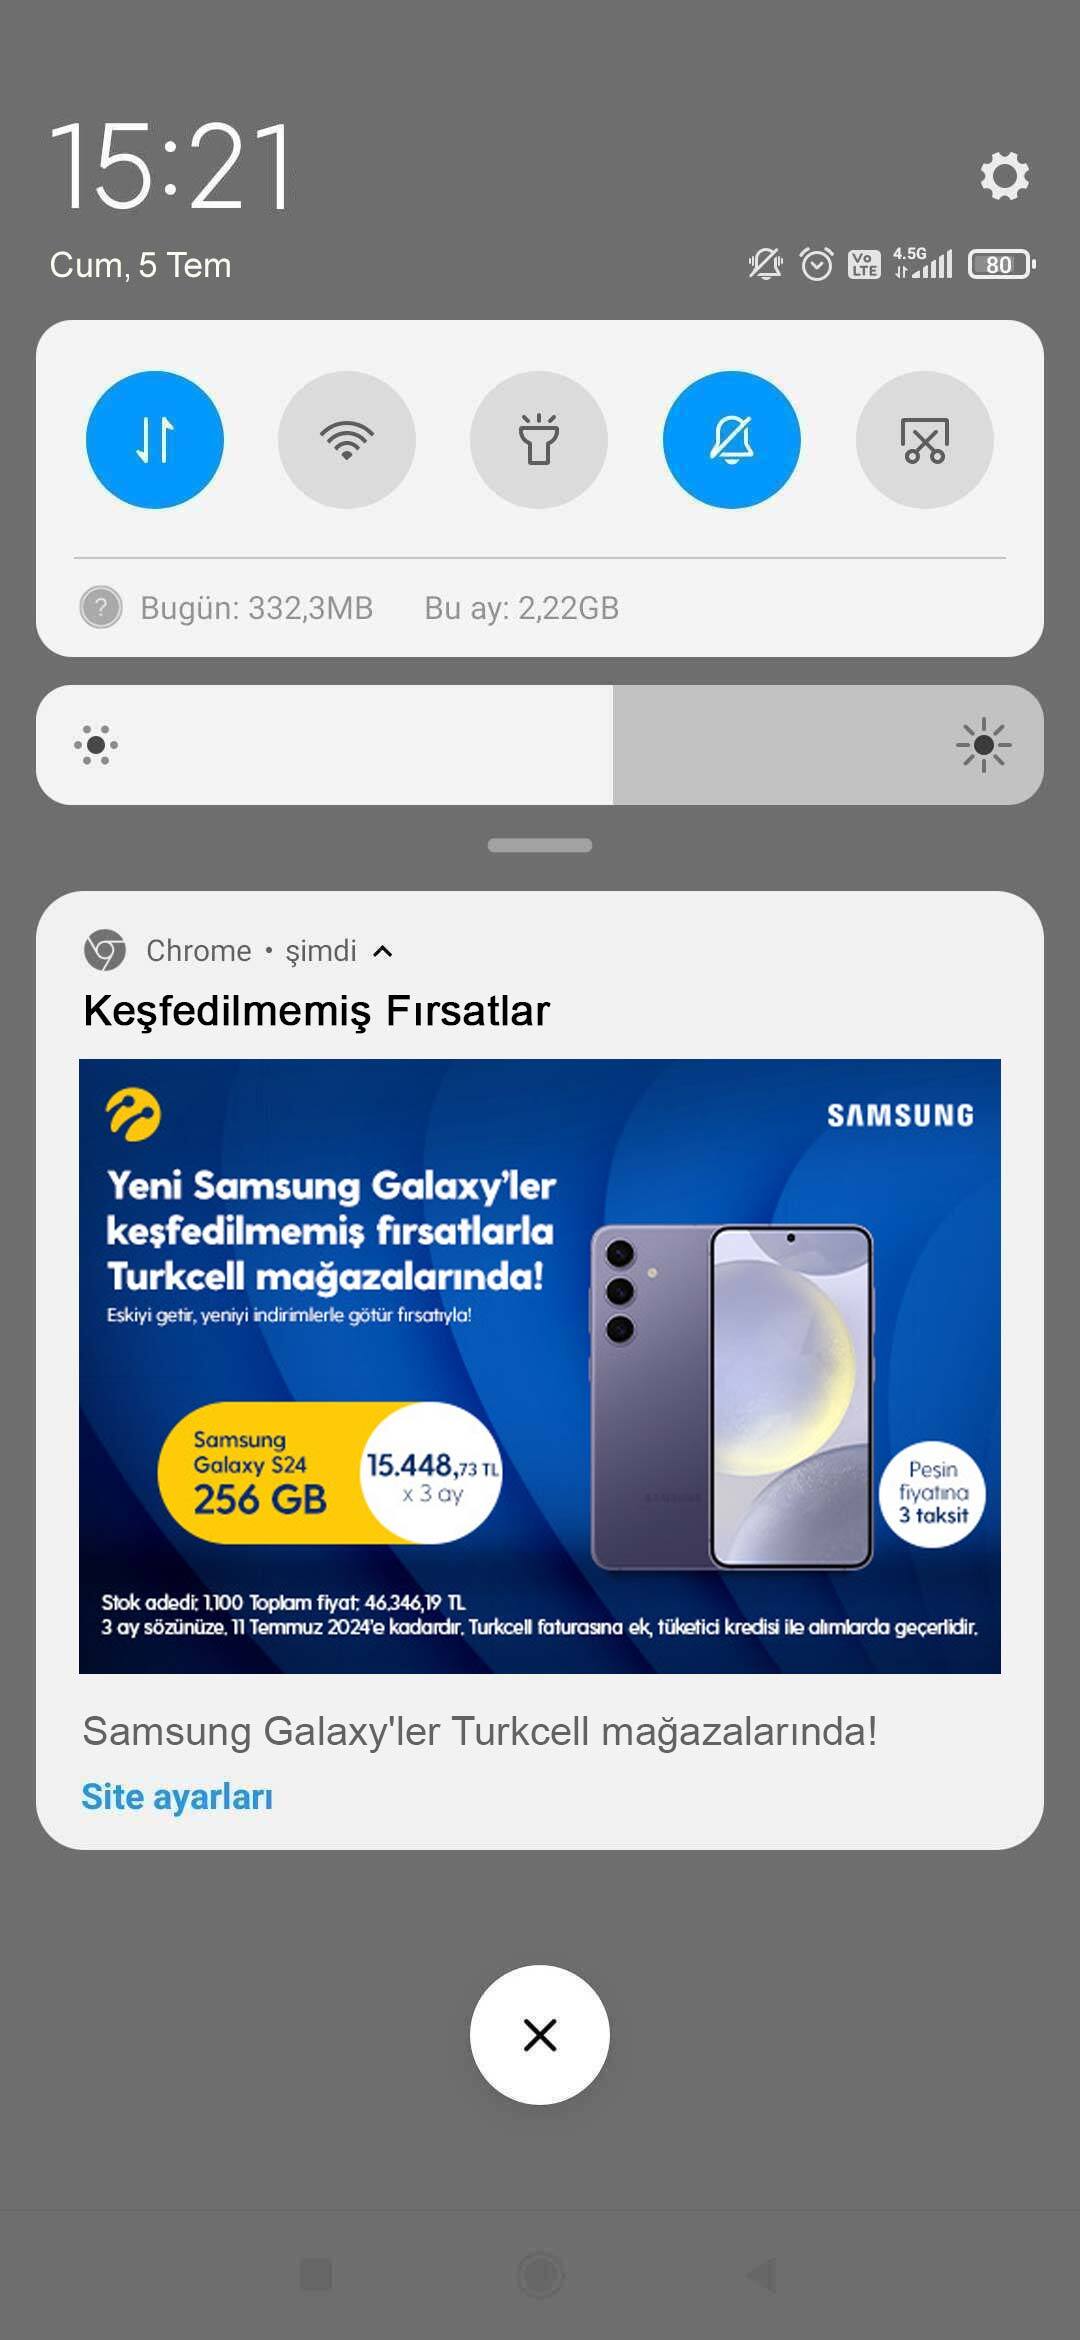 15:21
Cum, 5 Tem
Vo
LTE
4.5G
80
Bugün: 332,3MB
Bu ay: 2,22GB
Chrome • şimdi
Keşfedilmemiş Fırsatlar
SAMSUNG
Yeni Samsung Galaxy'ler
keşfedilmemiş fırsatlarla
Turkcell mağazalarında!
Eskiyi getir, yeniyi indirimlerle götür fırsatıyla!
Samsung
Galaxy S24
256 GB
15.448,73 TL
x 3 ay
Peşin
fiyatına
3 taksit
Stok adedi: 1.100 Toplam fiyat: 46.346,19 TL
3 ay sözünüze, 11 Temmuz 2024'e kadardır. Turkcell faturasına ek, tüketici kredisi ile alımlarda geçerlidir.
Samsung Galaxy'ler Turkcell mağazalarında!
Site ayarları